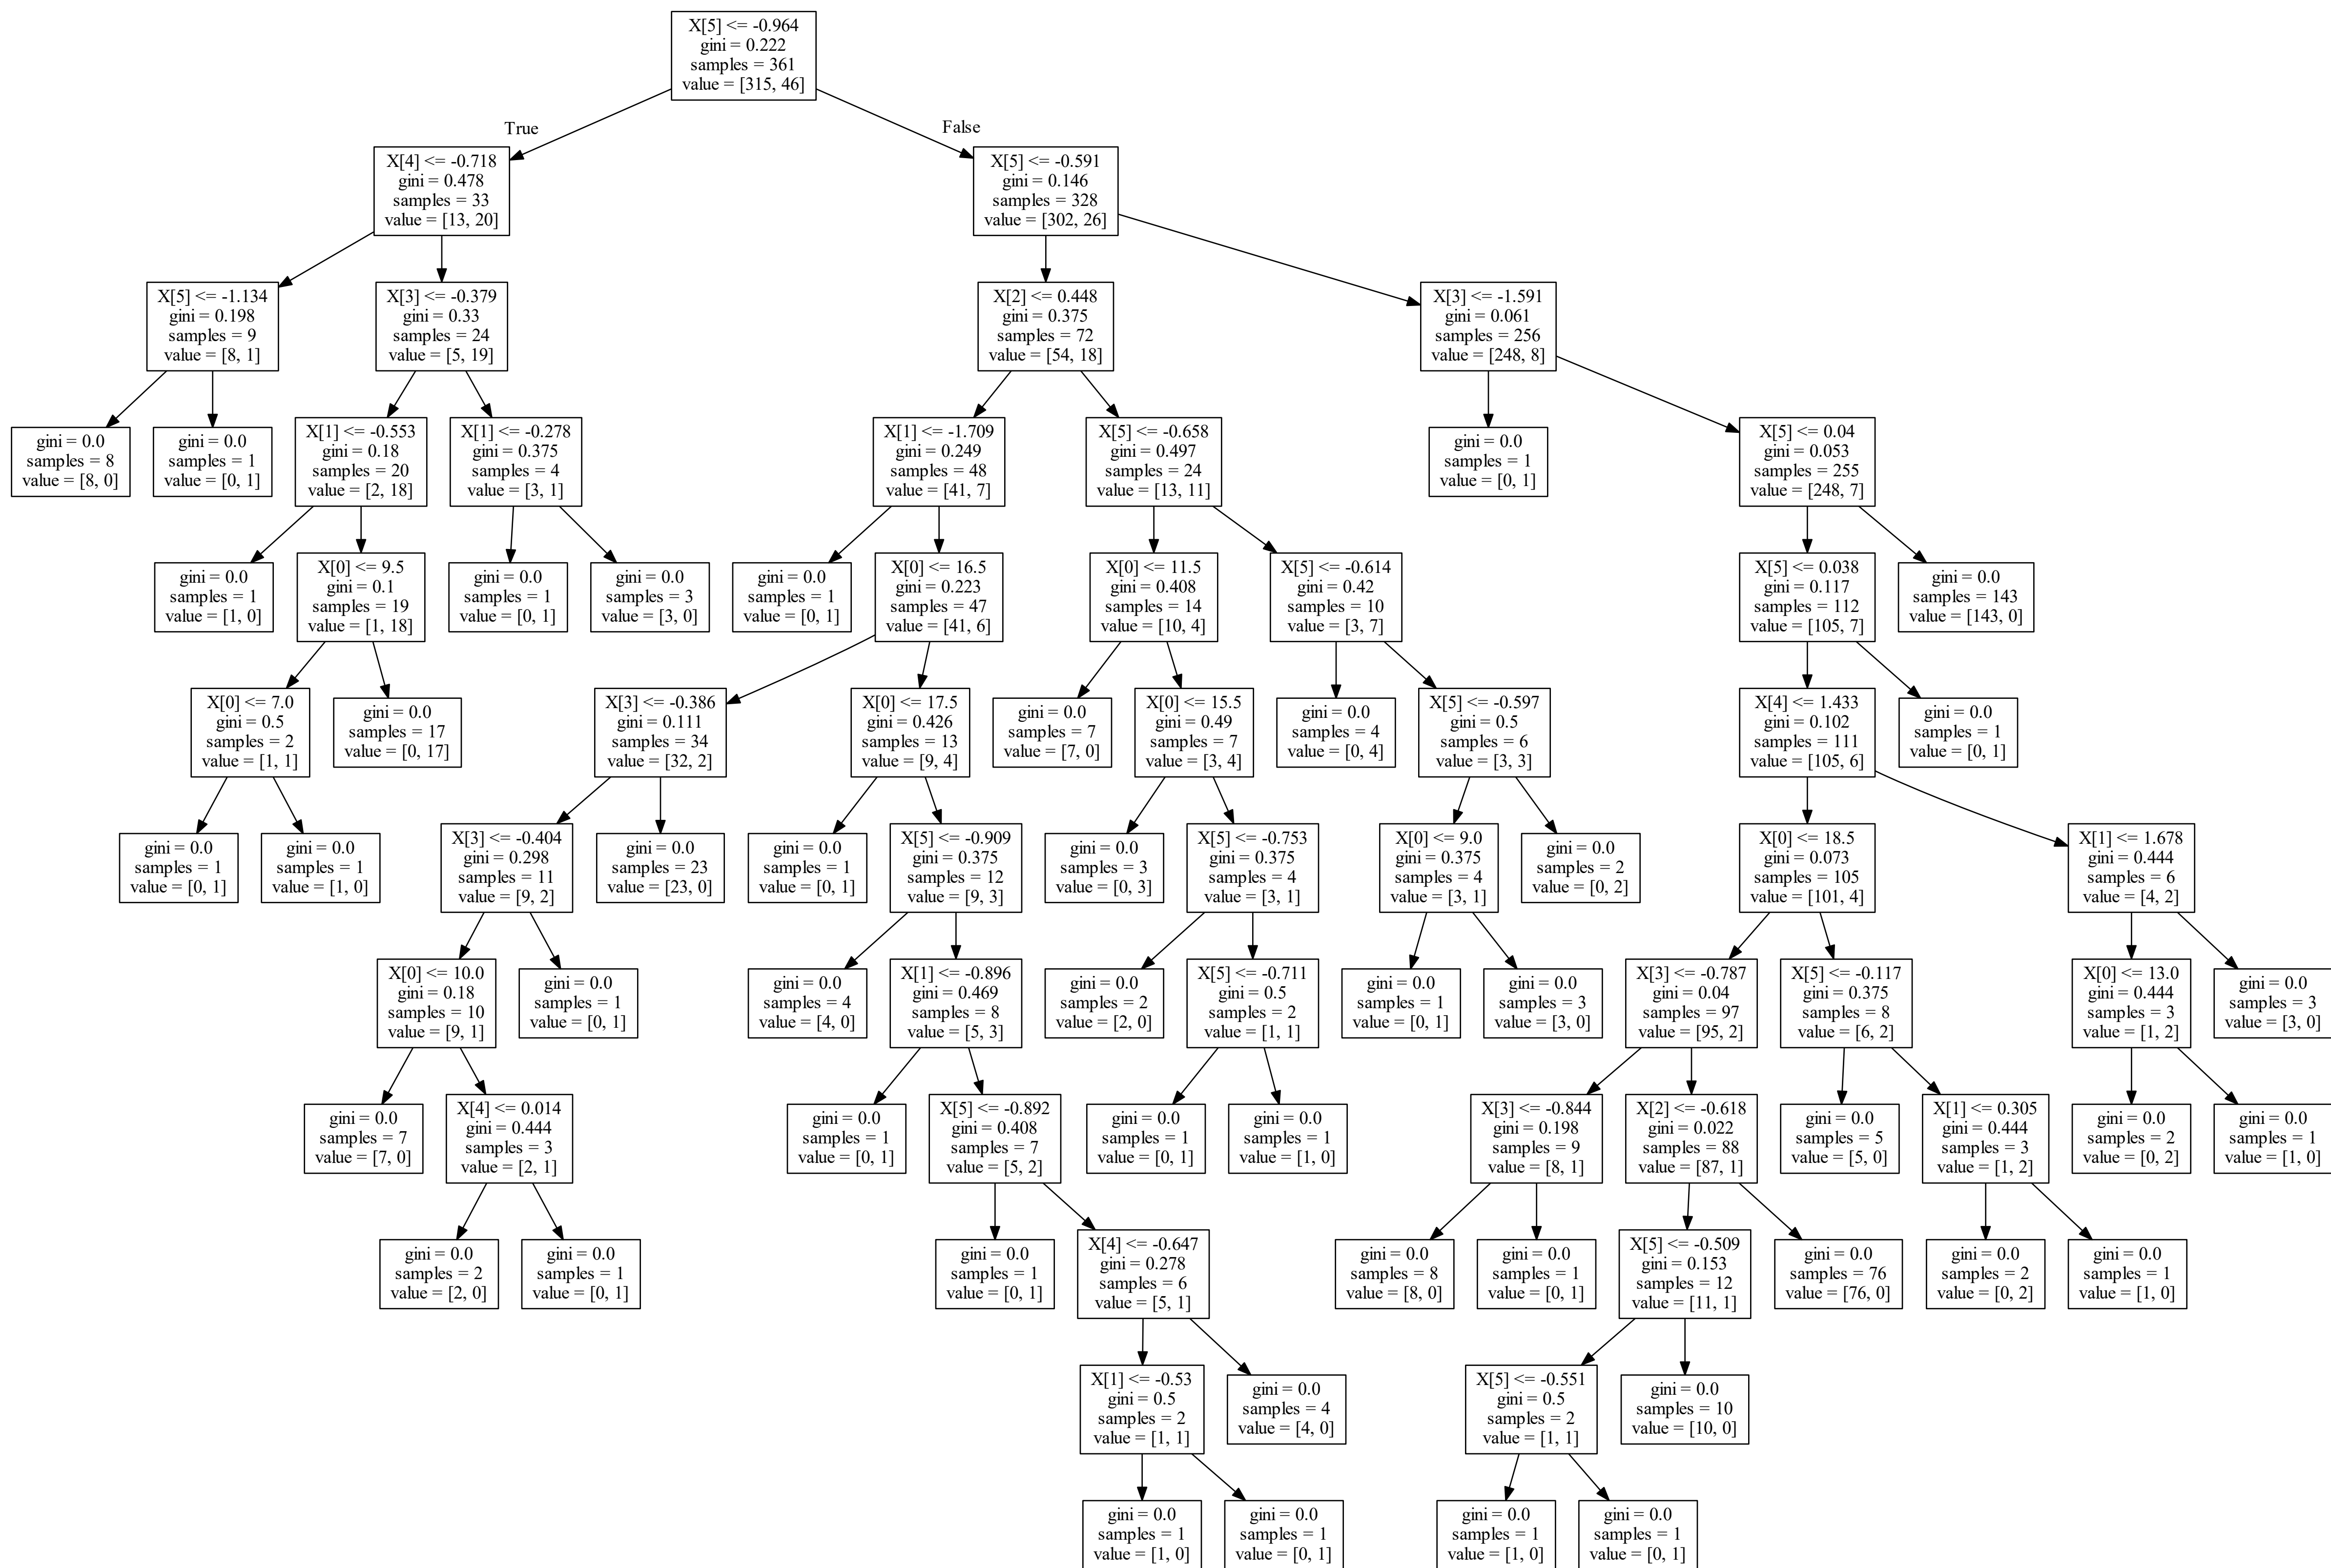 X[5] <= -0.964
gini = 0.222
samples = 361
value = [315, 46]
True
False
X[4] <= -0.718
gini = 0.478
samples = 33
value = [13, 20]
X[5] <= -0.591
gini = 0.146
samples = 328
value = [302, 26]
X[5] <= -1.134
gini = 0.198
samples = 9
value = [8, 1]
X[3] <= -0.379
gini = 0.33
samples = 24
value = [5, 19]
X[2] <= 0.448
gini = 0.375
samples = 72
value = [54, 18]
X[3] <= -1.591
gini = 0.061
samples = 256
value = [248, 8]
gini = 0.0
samples = 8
value = [8, 0]
gini = 0.0
samples = 1
value = [0, 1]
X[1] <= -0.553
gini = 0.18
samples = 20
value = [2, 18]
X[1] <= -0.278
gini = 0.375
samples = 4
value = [3, 1]
X[1] <= -1.709
gini = 0.249
samples = 48
value = [41, 7]
X[5] <= -0.658
gini = 0.497
samples = 24
value = [13, 11]
gini = 0.0
samples = 1
value = [0, 1]
X[5] <= 0.04
gini = 0.053
samples = 255
value = [248, 7]
gini = 0.0
samples = 1
value = [1, 0]
X[0] <= 9.5
gini = 0.1
samples = 19
value = [1, 18]
gini = 0.0
samples = 1
value = [0, 1]
gini = 0.0
samples = 3
value = [3, 0]
gini = 0.0
samples = 1
value = [0, 1]
X[0] <= 16.5
gini = 0.223
samples = 47
value = [41, 6]
X[0] <= 11.5
gini = 0.408
samples = 14
value = [10, 4]
X[5] <= -0.614
gini = 0.42
samples = 10
value = [3, 7]
X[5] <= 0.038
gini = 0.117
samples = 112
value = [105, 7]
gini = 0.0
samples = 143
value = [143, 0]
X[0] <= 7.0
gini = 0.5
samples = 2
value = [1, 1]
gini = 0.0
samples = 17
value = [0, 17]
X[3] <= -0.386
gini = 0.111
samples = 34
value = [32, 2]
X[0] <= 17.5
gini = 0.426
samples = 13
value = [9, 4]
gini = 0.0
samples = 7
value = [7, 0]
X[0] <= 15.5
gini = 0.49
samples = 7
value = [3, 4]
gini = 0.0
samples = 4
value = [0, 4]
X[5] <= -0.597
gini = 0.5
samples = 6
value = [3, 3]
X[4] <= 1.433
gini = 0.102
samples = 111
value = [105, 6]
gini = 0.0
samples = 1
value = [0, 1]
gini = 0.0
samples = 1
value = [0, 1]
gini = 0.0
samples = 1
value = [1, 0]
X[3] <= -0.404
gini = 0.298
samples = 11
value = [9, 2]
gini = 0.0
samples = 23
value = [23, 0]
gini = 0.0
samples = 1
value = [0, 1]
X[5] <= -0.909
gini = 0.375
samples = 12
value = [9, 3]
gini = 0.0
samples = 3
value = [0, 3]
X[5] <= -0.753
gini = 0.375
samples = 4
value = [3, 1]
X[0] <= 9.0
gini = 0.375
samples = 4
value = [3, 1]
gini = 0.0
samples = 2
value = [0, 2]
X[0] <= 18.5
gini = 0.073
samples = 105
value = [101, 4]
X[1] <= 1.678
gini = 0.444
samples = 6
value = [4, 2]
X[0] <= 10.0
gini = 0.18
samples = 10
value = [9, 1]
gini = 0.0
samples = 1
value = [0, 1]
gini = 0.0
samples = 4
value = [4, 0]
X[1] <= -0.896
gini = 0.469
samples = 8
value = [5, 3]
gini = 0.0
samples = 2
value = [2, 0]
X[5] <= -0.711
gini = 0.5
samples = 2
value = [1, 1]
gini = 0.0
samples = 1
value = [0, 1]
gini = 0.0
samples = 3
value = [3, 0]
X[3] <= -0.787
gini = 0.04
samples = 97
value = [95, 2]
X[5] <= -0.117
gini = 0.375
samples = 8
value = [6, 2]
X[0] <= 13.0
gini = 0.444
samples = 3
value = [1, 2]
gini = 0.0
samples = 3
value = [3, 0]
gini = 0.0
samples = 7
value = [7, 0]
X[4] <= 0.014
gini = 0.444
samples = 3
value = [2, 1]
gini = 0.0
samples = 1
value = [0, 1]
X[5] <= -0.892
gini = 0.408
samples = 7
value = [5, 2]
gini = 0.0
samples = 1
value = [0, 1]
gini = 0.0
samples = 1
value = [1, 0]
X[3] <= -0.844
gini = 0.198
samples = 9
value = [8, 1]
X[2] <= -0.618
gini = 0.022
samples = 88
value = [87, 1]
gini = 0.0
samples = 5
value = [5, 0]
X[1] <= 0.305
gini = 0.444
samples = 3
value = [1, 2]
gini = 0.0
samples = 2
value = [0, 2]
gini = 0.0
samples = 1
value = [1, 0]
gini = 0.0
samples = 2
value = [2, 0]
gini = 0.0
samples = 1
value = [0, 1]
gini = 0.0
samples = 1
value = [0, 1]
X[4] <= -0.647
gini = 0.278
samples = 6
value = [5, 1]
gini = 0.0
samples = 8
value = [8, 0]
gini = 0.0
samples = 1
value = [0, 1]
X[5] <= -0.509
gini = 0.153
samples = 12
value = [11, 1]
gini = 0.0
samples = 76
value = [76, 0]
gini = 0.0
samples = 2
value = [0, 2]
gini = 0.0
samples = 1
value = [1, 0]
X[1] <= -0.53
gini = 0.5
samples = 2
value = [1, 1]
gini = 0.0
samples = 4
value = [4, 0]
X[5] <= -0.551
gini = 0.5
samples = 2
value = [1, 1]
gini = 0.0
samples = 10
value = [10, 0]
gini = 0.0
samples = 1
value = [1, 0]
gini = 0.0
samples = 1
value = [0, 1]
gini = 0.0
samples = 1
value = [1, 0]
gini = 0.0
samples = 1
value = [0, 1]